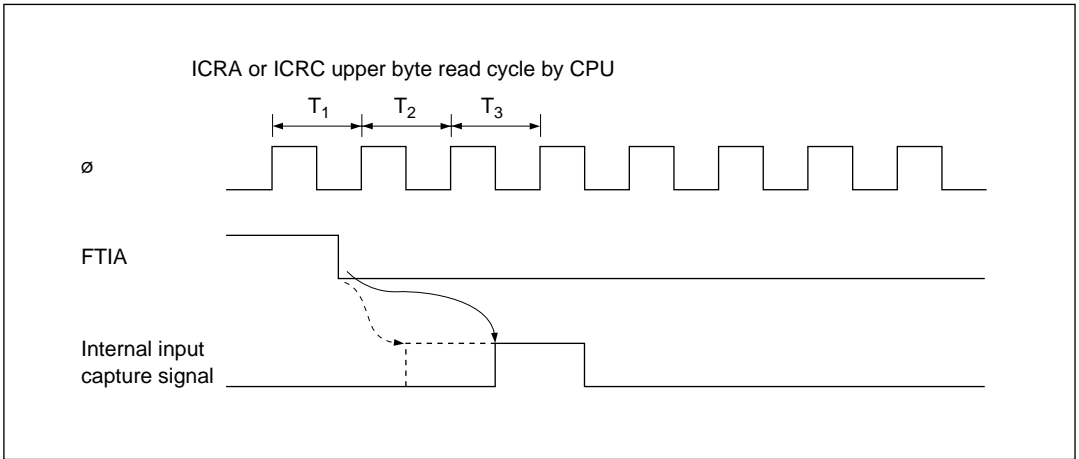 ICRA or ICRC upper byte read cycle by CPU
T₁ T₂ T₃
ø
FTIA
Internal input
capture signal